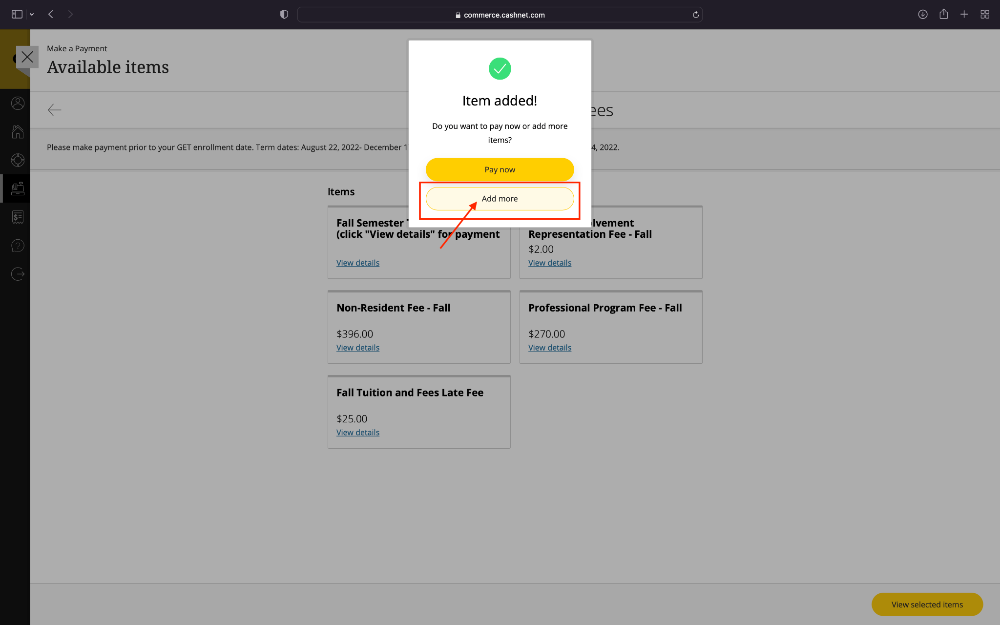 commerce.cashnet.com
Make a Payment
Available items
Item added!
Do you want to pay now or add more
items?
Pay now
Add more
ees
Please make payment prior to your GET enrollment date. Term dates: August 22, 2022- December 1
4, 2022.
Items
Fall Semester
(click "View details" for payment
View details
lvement
Representation Fee - Fall
$2.00
View details
Non-Resident Fee - Fall
$396.00
View details
Professional Program Fee - Fall
$270.00
View details
Fall Tuition and Fees Late Fee
$25.00
View details
View selected items